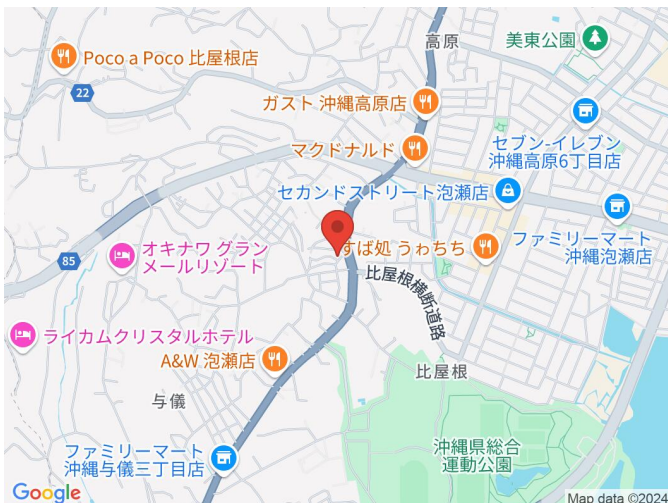 高原
美東公園
Poco a Poco 比屋根店
22
ガスト 沖縄高原店
マクドナルド
セブン-イレブン
沖縄高原6丁目店
セカンドストリート泡瀬店
すば処 うゎちち
ファミリーマート
沖縄泡瀬店
オキナワ グラン
メールリゾート
85
比屋根横断道路
ライカムクリスタルホテル
A&W 泡瀬店
比屋根
与儀
ファミリーマート
沖縄与儀三丁目店
沖縄県総合
運動公園
Google
Map data ©2024